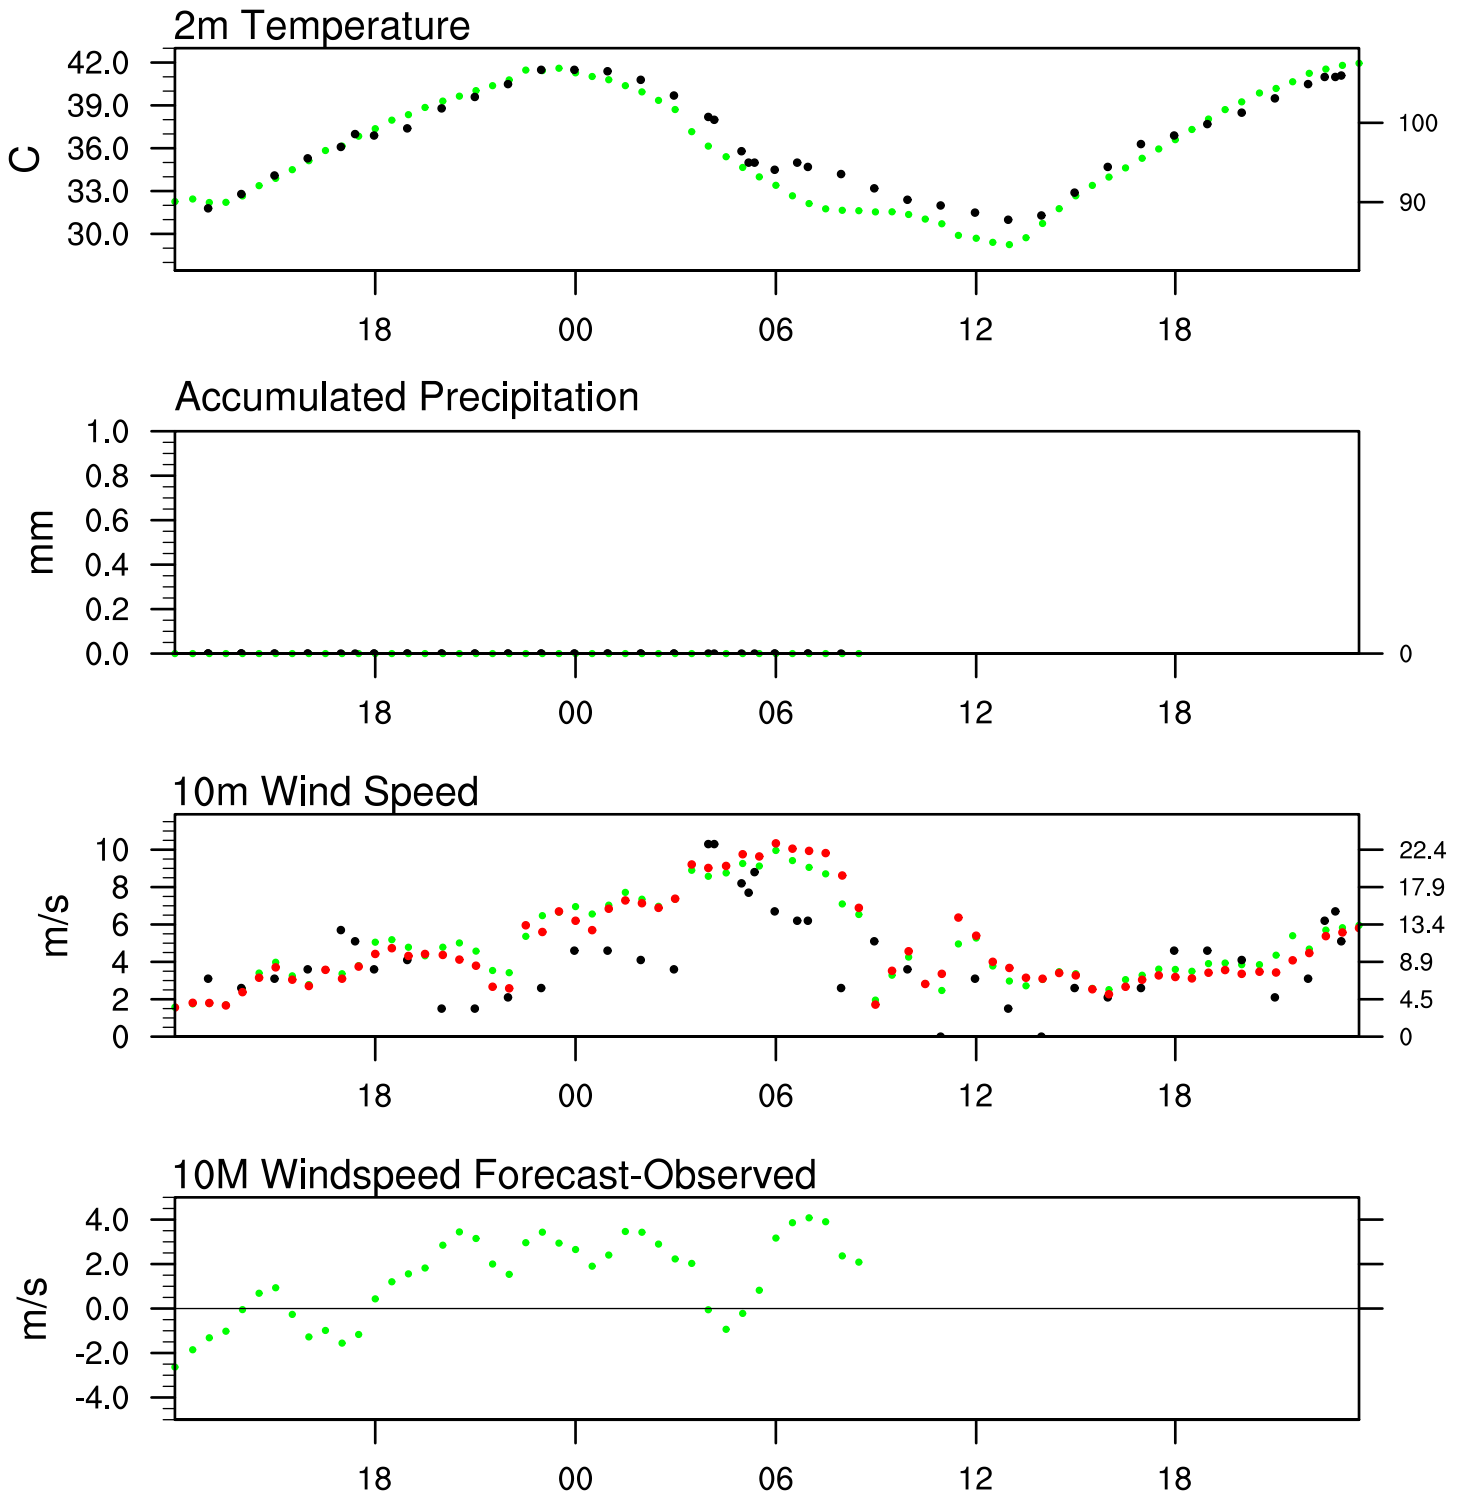 2m Temperature
42.0
39.0
36.0
33.0
30.0
C
100
90
18 00 06 12 18
Accumulated Precipitation
1.0
0.8
0.6
0.4
0.2
0.0
mm
0
18 00 06 12 18
10m Wind Speed
10
8
6
4
2
0
m/s
22.4
17.9
13.4
8.9
4.5
0
18 00 06 12 18
10M Windspeed Forecast-Observed
4.0
2.0
0.0
-2.0
-4.0
m/s
18 00 06 12 18